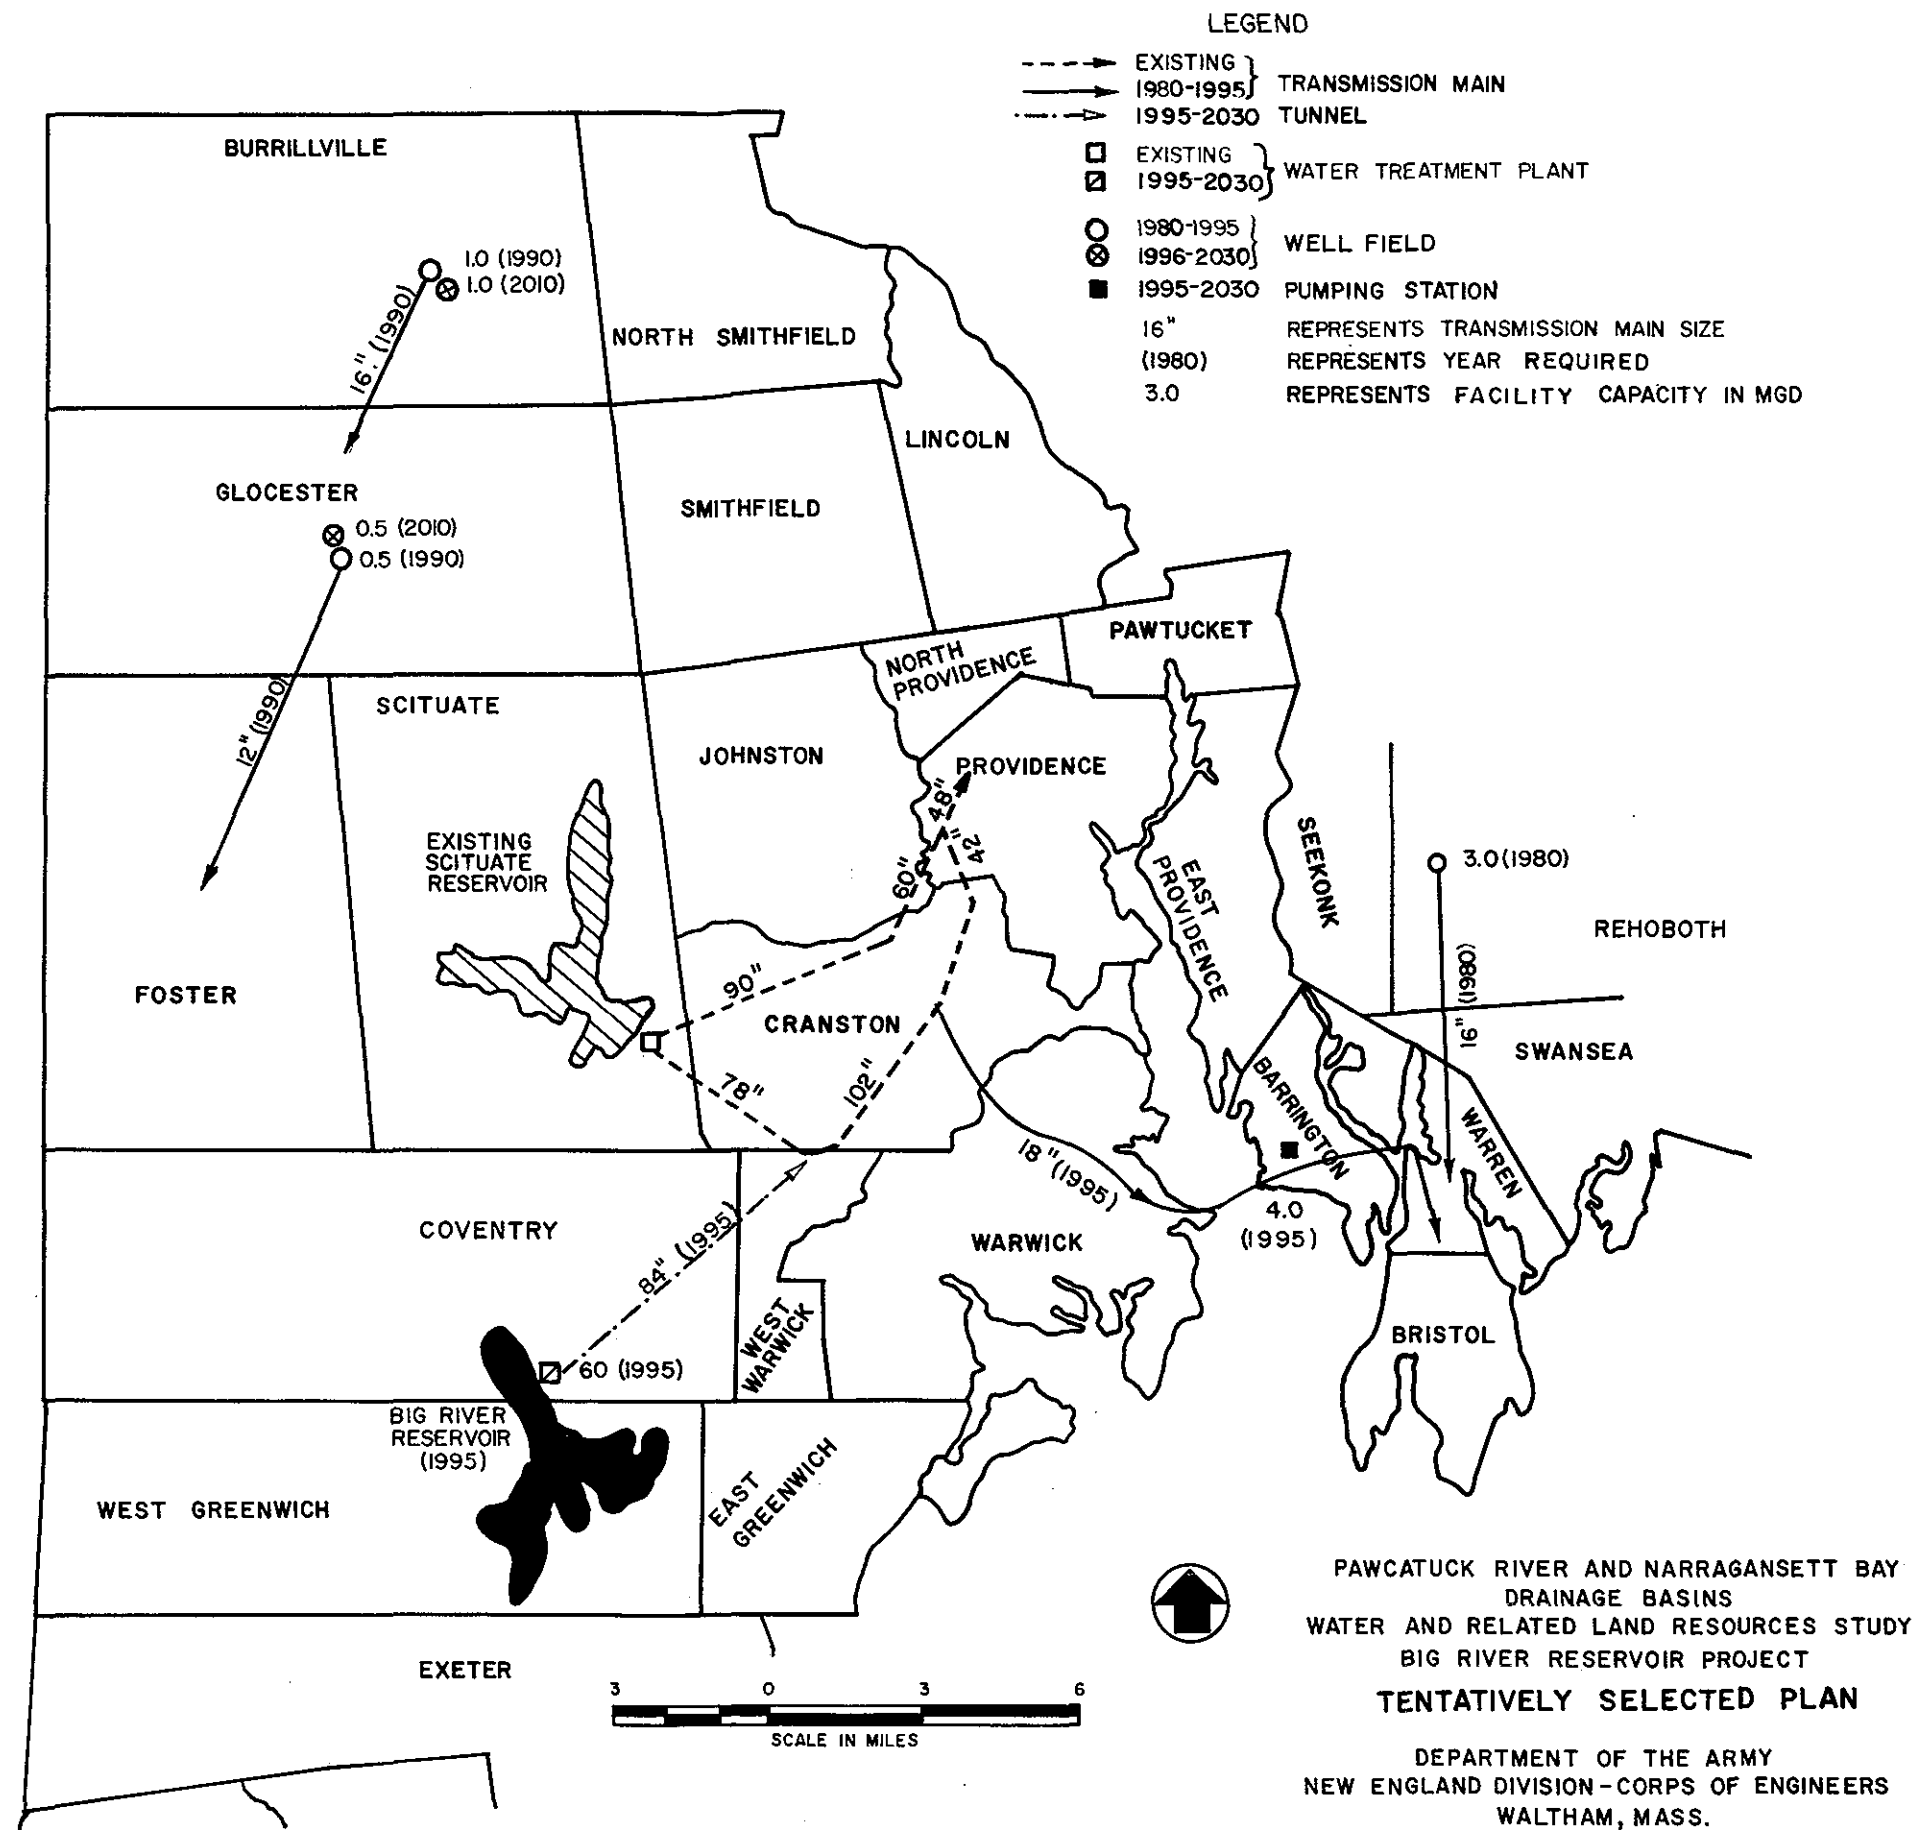 LEGEND
EXISTING
1980-1995
TRANSMISSION MAIN
1995-2030 TUNNEL
EXISTING
1995-2030
WATER TREATMENT PLANT
1980-1995
1996-2030
WELL FIELD
1995-2030 PUMPING STATION
16" REPRESENTS TRANSMISSION MAIN SIZE
(1980) REPRESENTS YEAR REQUIRED
3.0 REPRESENTS FACILITY CAPACITY IN MGD
BURRILLVILLE
1.0 (1990)
1.0 (2010)
16." (1990)
NORTH SMITHFIELD
LINCOLN
GLOCESTER
SMITHFIELD
0.5 (2010)
0.5 (1990)
12" (1990)
PAWTUCKET
NORTH
PROVIDENCE
SCITUATE
JOHNSTON
PROVIDENCE
48"
42"
60"
EXISTING
SCITUATE
RESERVOIR
EAST
PROVIDENCE
SEEKONK
3.0 (1980)
REHOBOTH
16" (1980)
FOSTER
90"
CRANSTON
SWANSEA
78"
102"
BARRINGTON
WARREN
18" (1995)
4.0
(1995)
COVENTRY
84" (1995)
WARWICK
WEST
WARWICK
BRISTOL
60 (1995)
BIG RIVER
RESERVOIR
(1995)
WEST GREENWICH
EAST
GREENWICH
EXETER
3 0 3 6
SCALE IN MILES
PAWCATUCK RIVER AND NARRAGANSETT BAY
DRAINAGE BASINS
WATER AND RELATED LAND RESOURCES STUDY
BIG RIVER RESERVOIR PROJECT
TENTATIVELY SELECTED PLAN
DEPARTMENT OF THE ARMY
NEW ENGLAND DIVISION-CORPS OF ENGINEERS
WALTHAM, MASS.